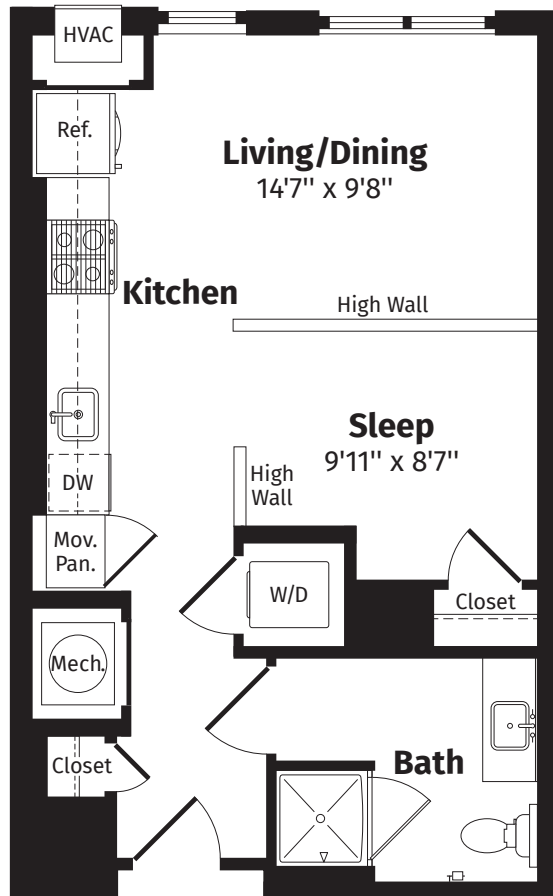 HVAC
Ref.
Living/Dining
14'7" x 9'8"
Kitchen
High Wall
Sleep
9'11" x 8'7"
High
Wall
DW
Mov.
Pan.
W/D
Closet
Mech.
Closet
Bath